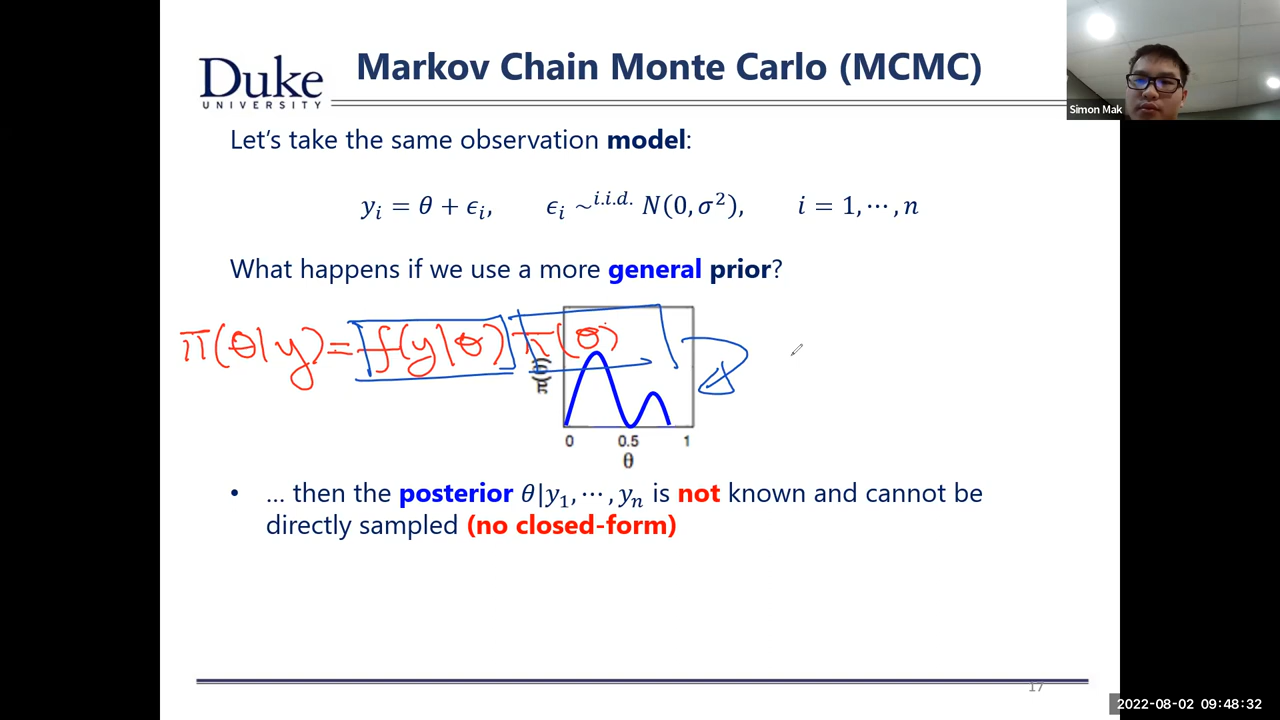 Duke
UNIVERSITY
Markov Chain Monte Carlo (MCMC)
Simon Mak
Let's take the same observation model:
yᵢ = θ + ϵᵢ, ϵᵢ ~ⁱ·ⁱ·ᵈ· N(0, σ²), i = 1, ⋯, n
What happens if we use a more general prior?
π(θ|y) = f(y|θ) π(θ)
π(θ)
0 0.5 1
θ
• … then the posterior θ|y₁, ⋯, yₙ is not known and cannot be
directly sampled (no closed-form)
17
2022-08-02 09:48:32